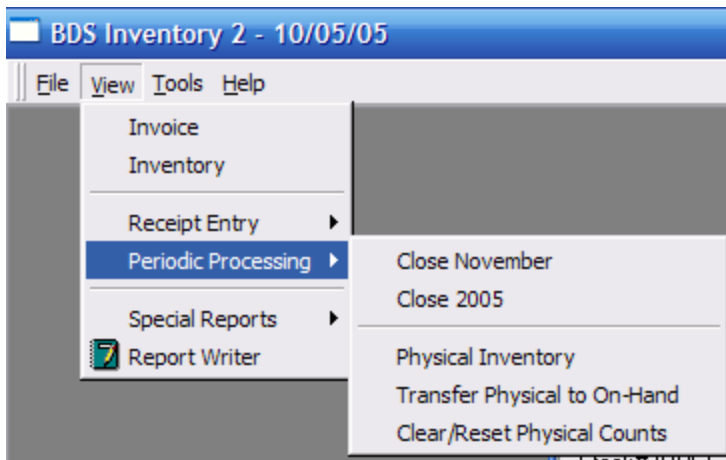 BDS Inventory 2 - 10/05/05
File View Tools Help
Invoice
Inventory
Receipt Entry
Periodic Processing
Special Reports
Report Writer
Close November
Close 2005
Physical Inventory
Transfer Physical to On-Hand
Clear/Reset Physical Counts